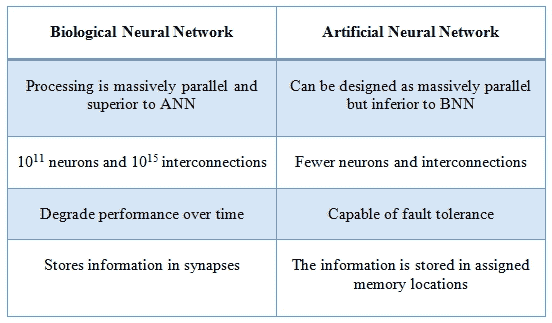 Biological Neural Network
Artificial Neural Network
Processing is massively parallel and
superior to ANN
Can be designed as massively parallel
but inferior to BNN
10¹¹ neurons and 10¹⁵ interconnections
Fewer neurons and interconnections
Degrade performance over time
Capable of fault tolerance
Stores information in synapses
The information is stored in assigned
memory locations